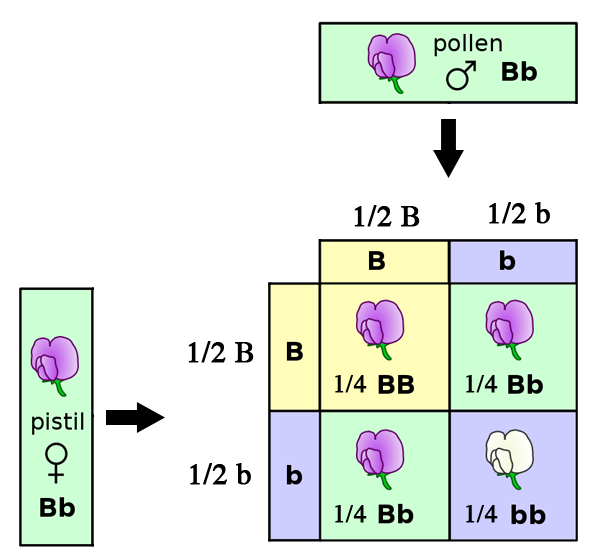 pollen
♂ Bb
1/2 B 1/2 b
B b
1/2 B B 1/4 BB 1/4 Bb
pistil
♀
Bb
1/2 b b 1/4 Bb 1/4 bb